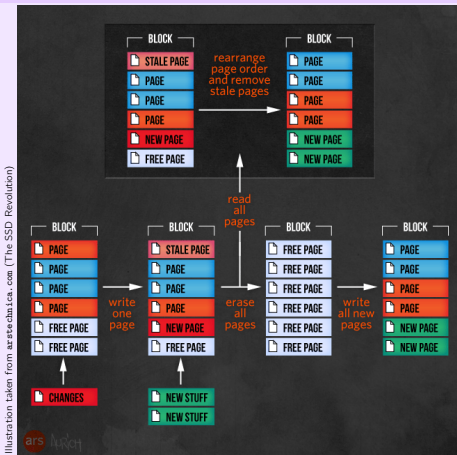 Illustration taken from arstechnica.com (The SSD Revolution)
BLOCK
STALE PAGE
PAGE
PAGE
PAGE
NEW PAGE
FREE PAGE
rearrange
page order
and remove
stale pages
BLOCK
PAGE
PAGE
PAGE
PAGE
NEW PAGE
NEW PAGE
read
all
pages
BLOCK
PAGE
PAGE
PAGE
PAGE
FREE PAGE
FREE PAGE
CHANGES
write
one
page
BLOCK
STALE PAGE
PAGE
PAGE
PAGE
NEW PAGE
FREE PAGE
NEW STUFF
NEW STUFF
erase
all
pages
BLOCK
FREE PAGE
FREE PAGE
FREE PAGE
FREE PAGE
FREE PAGE
FREE PAGE
write
all new
pages
BLOCK
PAGE
PAGE
PAGE
PAGE
NEW PAGE
NEW PAGE
ars